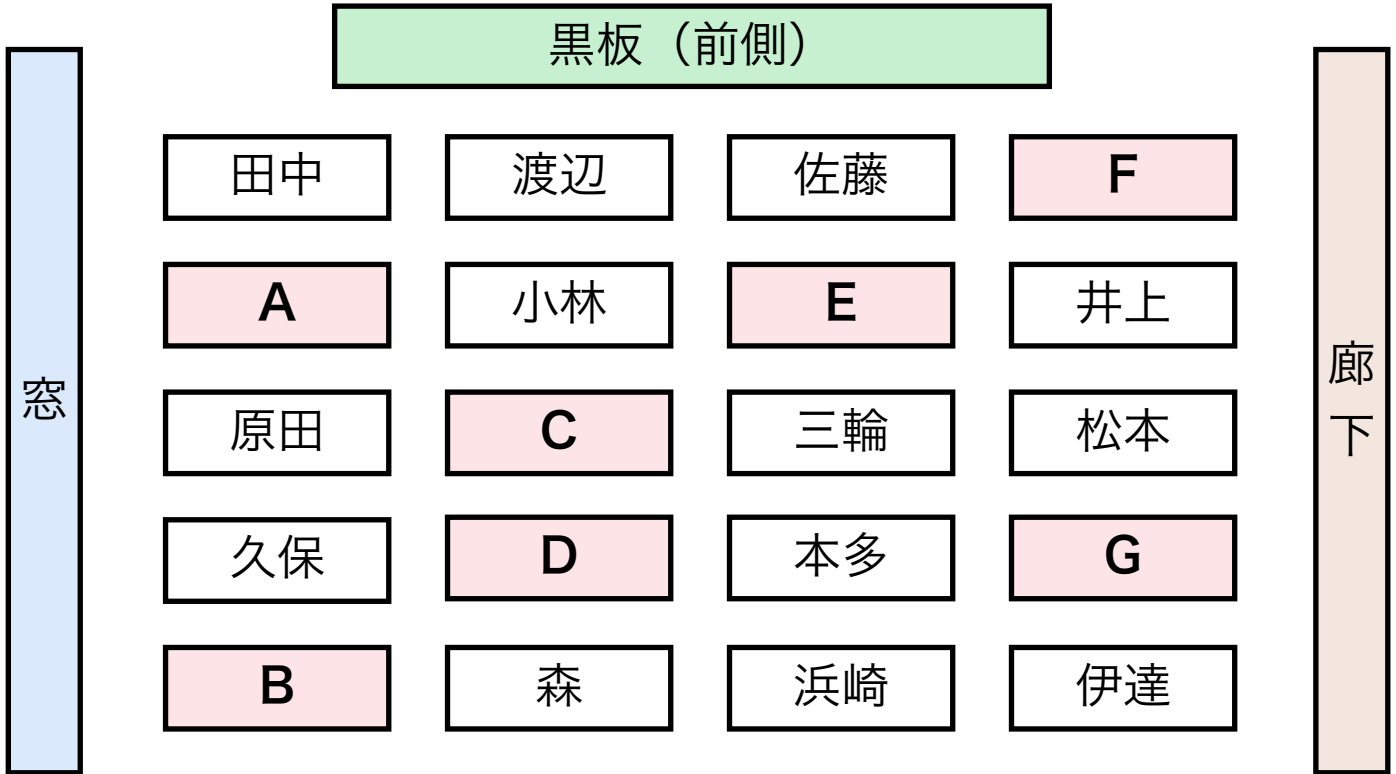 黒板（前側）
田中 渡辺 佐藤 F
A 小林 E 井上
窓
原田 C 三輪 松本
廊下
久保 D 本多 G
B 森 浜崎 伊達